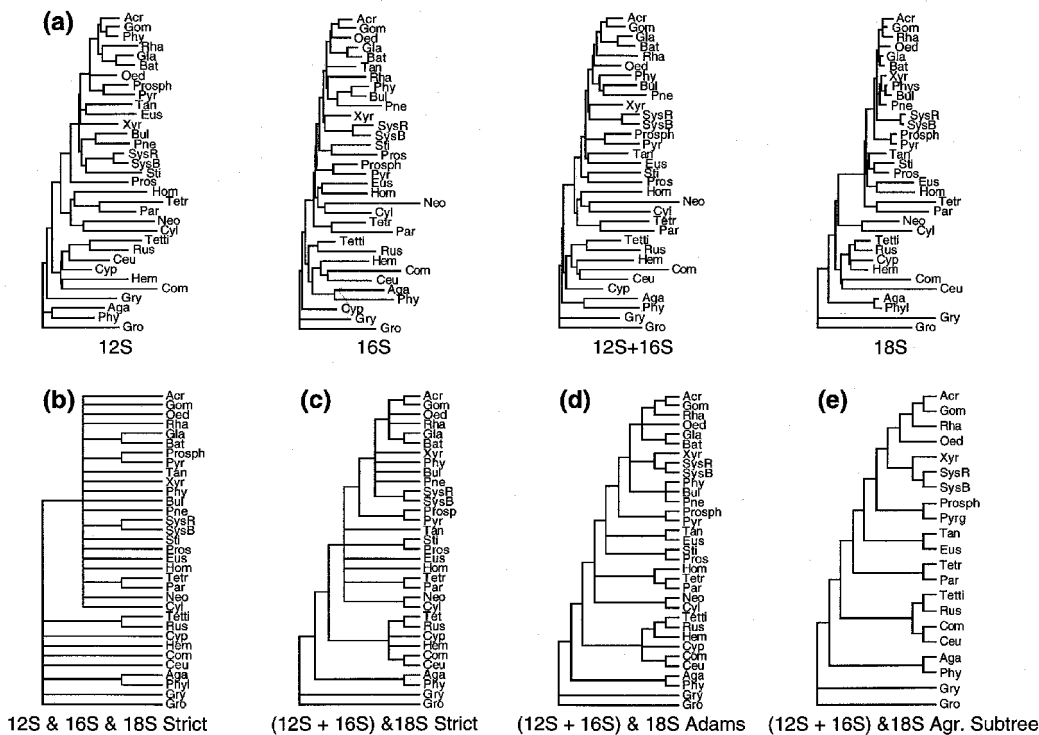 (a)
Acr
Gom
Phy
Rha
Gla
Bat
Oed
Prosph
Pyr
Tan
Eus
Xyr
Bul
Pne
SysR
SysB
Sti
Pros
Hom
Tetr
Par
Neo
Cyl
Tetti
Rus
Ceu
Cyp
Hem
Com
Gry
Aga
Phy
Gro
12S
Acr
Gom
Oed
Gla
Bat
Tan
Rha
Phy
Bul
Pne
Xyr
SysR
SysB
Sti
Pros
Prosph
Pyr
Eus
Hom
Neo
Cyl
Tetr
Par
Tetti
Rus
Hem
Com
Ceu
Aga
Phy
Cyp
Gry
Gro
16S
Acr
Gom
Gla
Bat
Rha
Oed
Phy
Bul
Pne
Xyr
SysR
SysB
Prosph
Pyr
Tan
Eus
Sti
Pros
Hom
Neo
Cyl
Tetr
Par
Tetti
Rus
Hem
Com
Ceu
Cyp
Aga
Phy
Gry
Gro
12S+16S
Acr
Gom
Rha
Oed
Gla
Bat
Xyr
Phys
Bul
Pne
SysR
SysB
Prosph
Pyr
Tan
Sti
Pros
Eus
Hom
Tetr
Par
Neo
Cyl
Tetti
Rus
Cyp
Hem
Com
Ceu
Aga
Phyl
Gry
Gro
18S
(b)
Acr
Gom
Oed
Rha
Gla
Bat
Prosph
Pyr
Tan
Xyr
Phy
Bul
Pne
SysR
SysB
Sti
Pros
Eus
Hom
Tetr
Par
Neo
Cyl
Tetti
Rus
Cyp
Hem
Com
Ceu
Aga
Phyl
Gry
Gro
12S & 16S & 18S Strict
(c)
Acr
Gom
Oed
Rha
Gla
Bat
Xyr
Phy
Bul
Pne
SysR
SysB
Prosp
Pyr
Tan
Sti
Pros
Eus
Hom
Tetr
Par
Neo
Cyl
Tet
Rus
Cyp
Hem
Com
Ceu
Aga
Phy
Gry
Gro
(12S + 16S) &18S Strict
(d)
Acr
Gom
Rha
Oed
Gla
Bat
Xyr
SysR
SysB
Phy
Bul
Pne
Prosph
Pyr
Tan
Eus
Sti
Pros
Hom
Tetr
Par
Neo
Cyl
Tetti
Rus
Hem
Cyp
Com
Ceu
Aga
Phy
Gry
Gro
(12S + 16S) & 18S Adams
(e)
Acr
Gom
Rha
Oed
Xyr
SysR
SysB
Prosph
Pyrg
Tan
Eus
Tetr
Par
Tetti
Rus
Com
Ceu
Aga
Phy
Gry
Gro
(12S + 16S) &18S Agr. Subtree